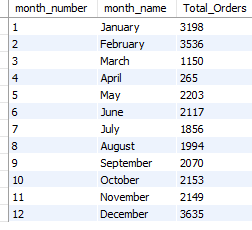 month_number month_name Total_Orders
1 January 3198
2 February 3536
3 March 1150
4 April 265
5 May 2203
6 June 2117
7 July 1856
8 August 1994
9 September 2070
10 October 2153
11 November 2149
12 December 3635